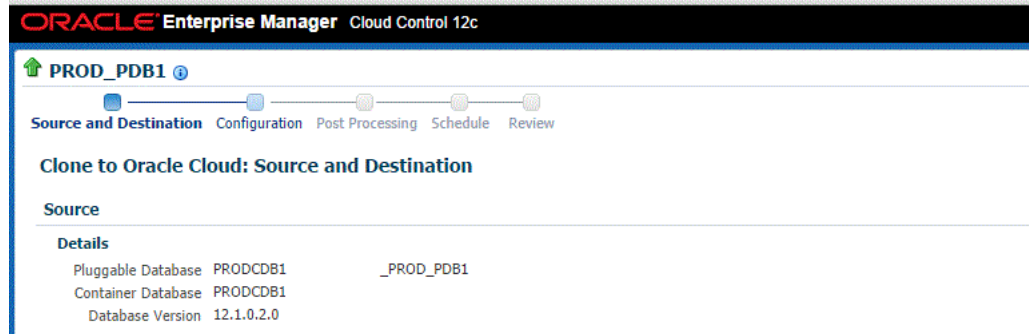 ORACLE Enterprise Manager Cloud Control 12c
PROD_PDB1
Source and Destination Configuration Post Processing Schedule Review
Clone to Oracle Cloud: Source and Destination
Source
Details
Pluggable Database PRODCDB1 _PROD_PDB1
Container Database PRODCDB1
Database Version 12.1.0.2.0